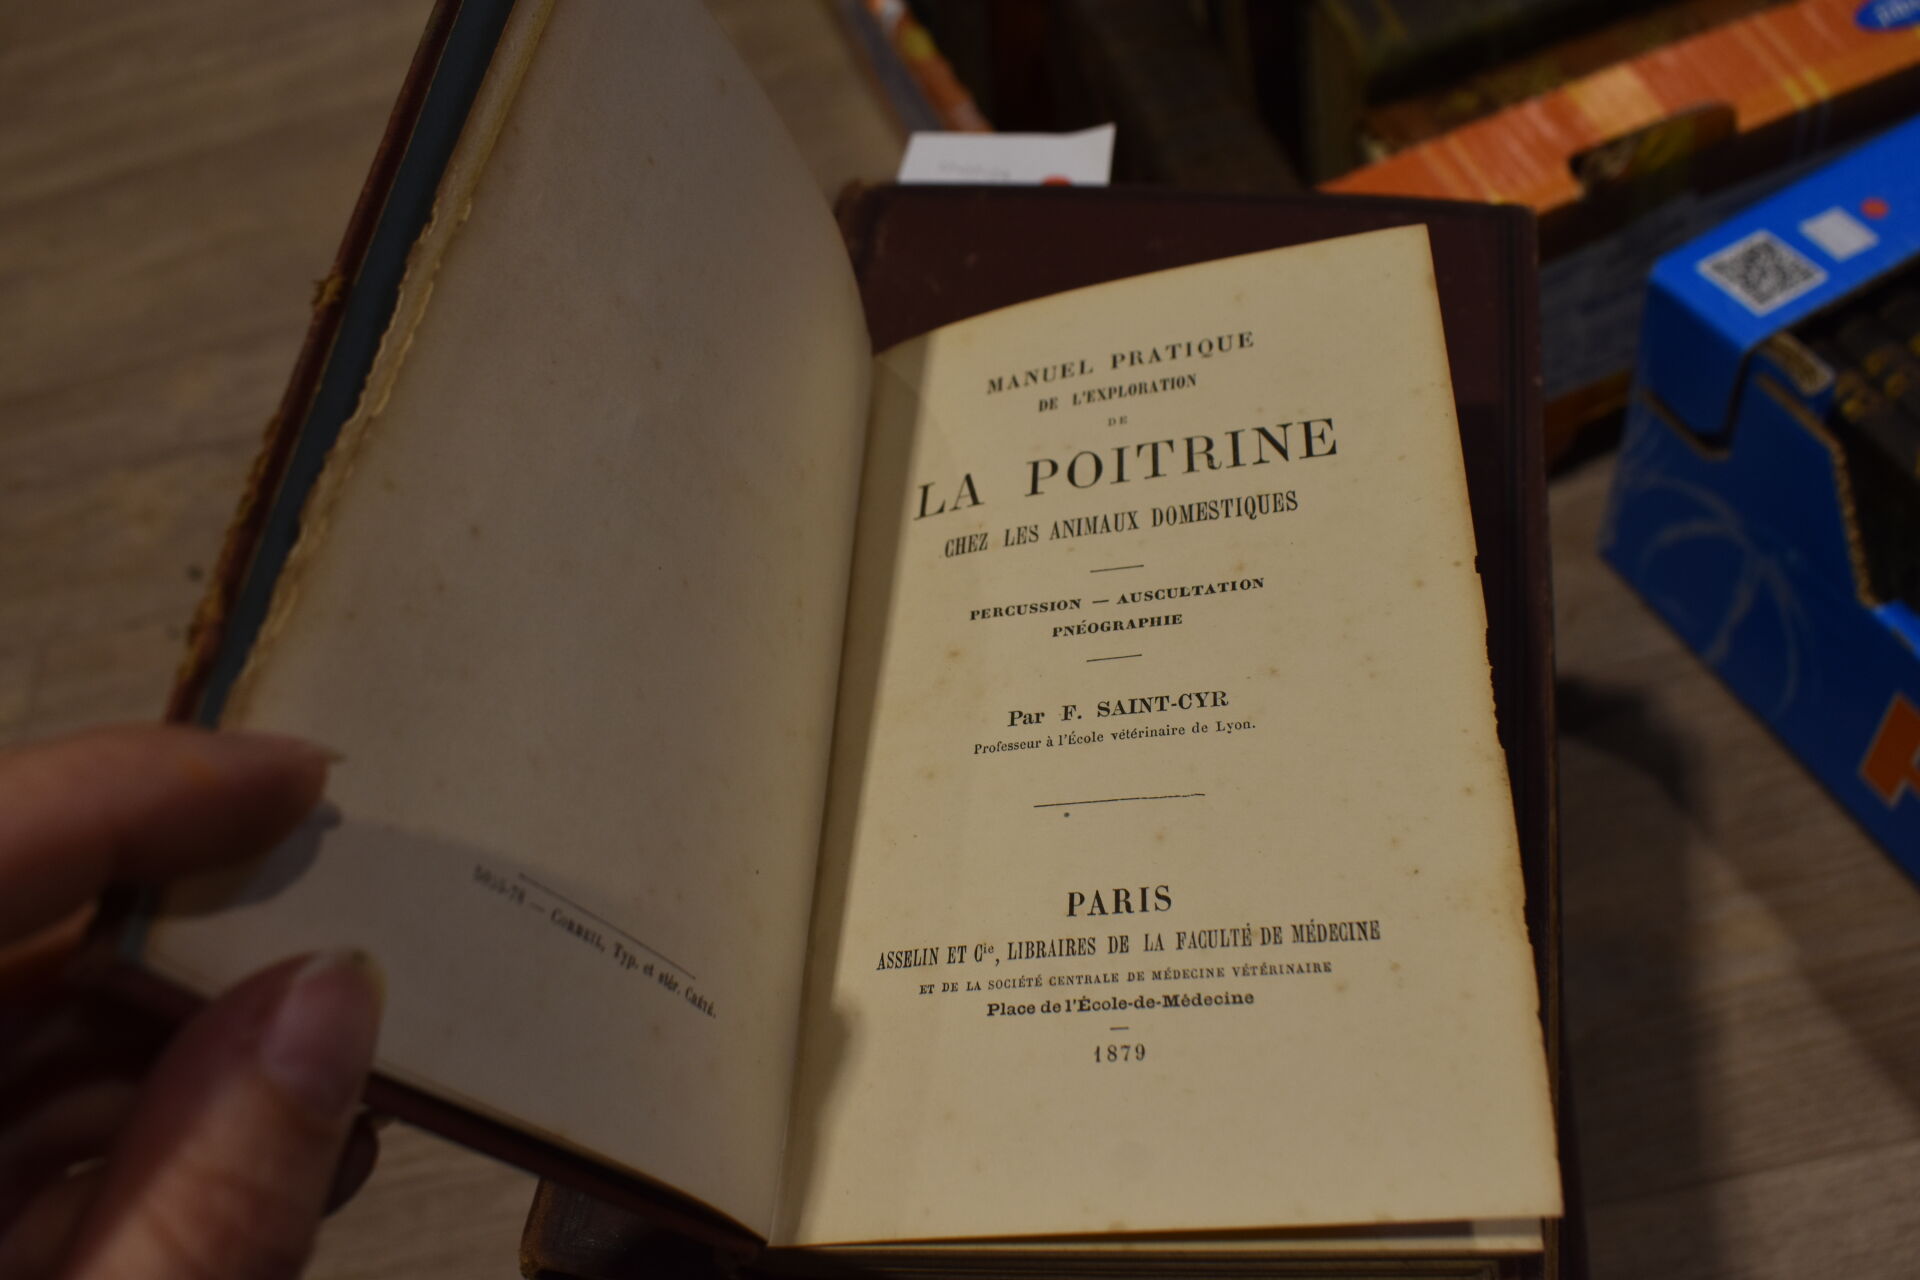 5055-78 — CORBEIL, Typ. et stér. CRÉTÉ.
MANUEL PRATIQUE
DE L'EXPLORATION
DE
LA POITRINE
CHEZ LES ANIMAUX DOMESTIQUES
PERCUSSION — AUSCULTATION
PNÉOGRAPHIE
Par F. SAINT-CYR
Professeur à l'École vétérinaire de Lyon.
PARIS
ASSELIN ET Cie, LIBRAIRES DE LA FACULTÉ DE MÉDECINE
ET DE LA SOCIÉTÉ CENTRALE DE MÉDECINE VÉTÉRINAIRE
Place de l'École-de-Médecine
1879